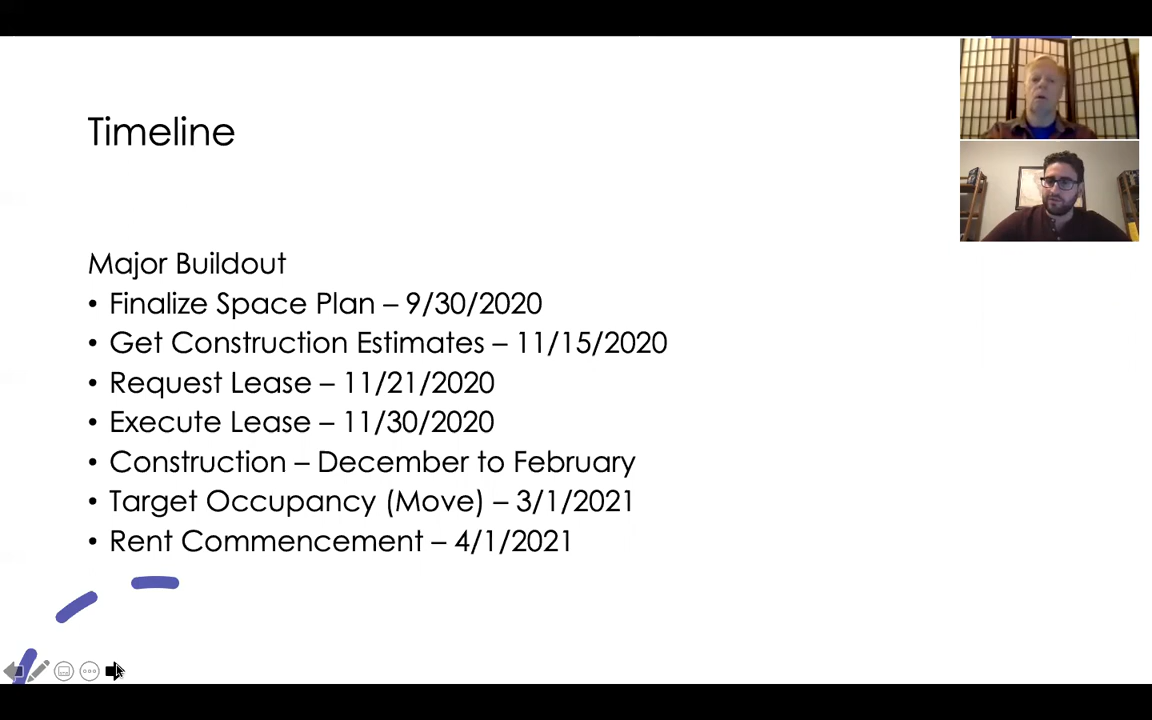 Timeline
Major Buildout
• Finalize Space Plan – 9/30/2020
• Get Construction Estimates – 11/15/2020
• Request Lease – 11/21/2020
• Execute Lease – 11/30/2020
• Construction – December to February
• Target Occupancy (Move) – 3/1/2021
• Rent Commencement – 4/1/2021